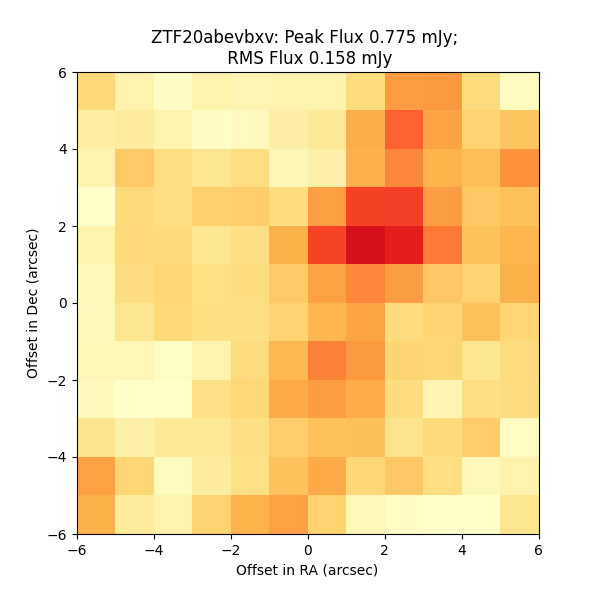 ZTF20abevbxv: Peak Flux 0.775 mJy;
RMS Flux 0.158 mJy
6
4
2
0
−2
−4
−6
Offset in Dec (arcsec)
−6 −4 −2 0 2 4 6
Offset in RA (arcsec)